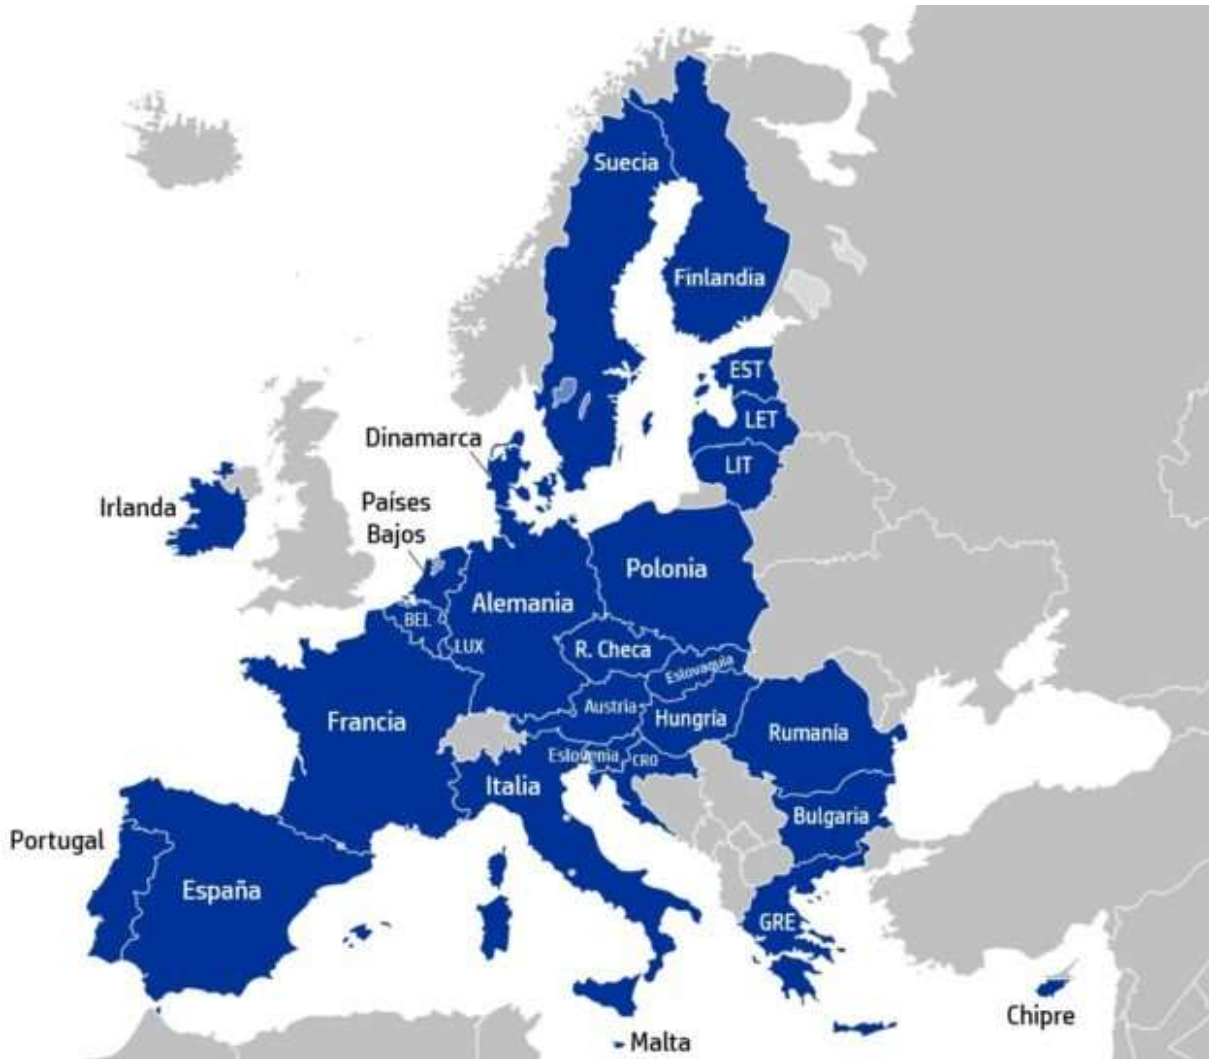 Suecia
Finlandia
EST
LET
Dinamarca
LIT
Irlanda
Países
Bajos
Polonia
Alemania
BEL
LUX
R. Checa
Eslovaquia
Austria
Hungría
Francia
Rumanía
Eslovenia
CRO
Italia
Bulgaria
Portugal
España
GRE
Chipre
Malta